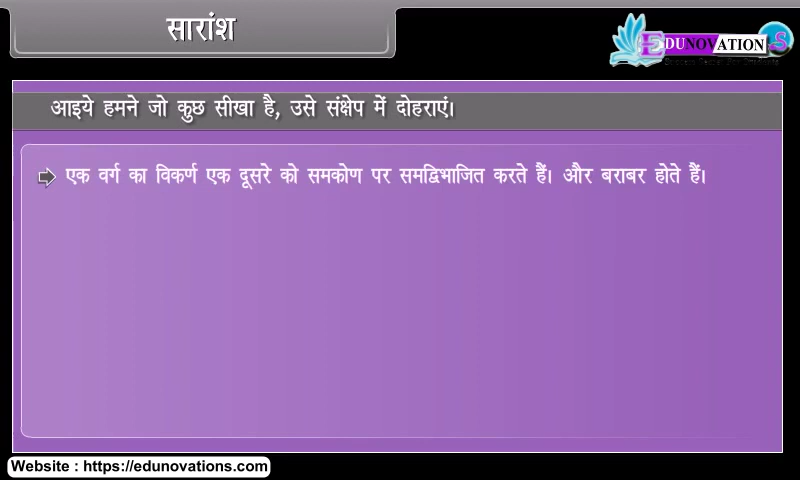 सारांश
EDUNOVATION.S
आइये हमने जो कुछ सीखा है, उसे संक्षेप में दोहराएं।
एक वर्ग का विकर्ण एक दूसरे को समकोण पर समद्विभाजित करते हैं। और बराबर होते हैं।
Website : https://edunovations.com